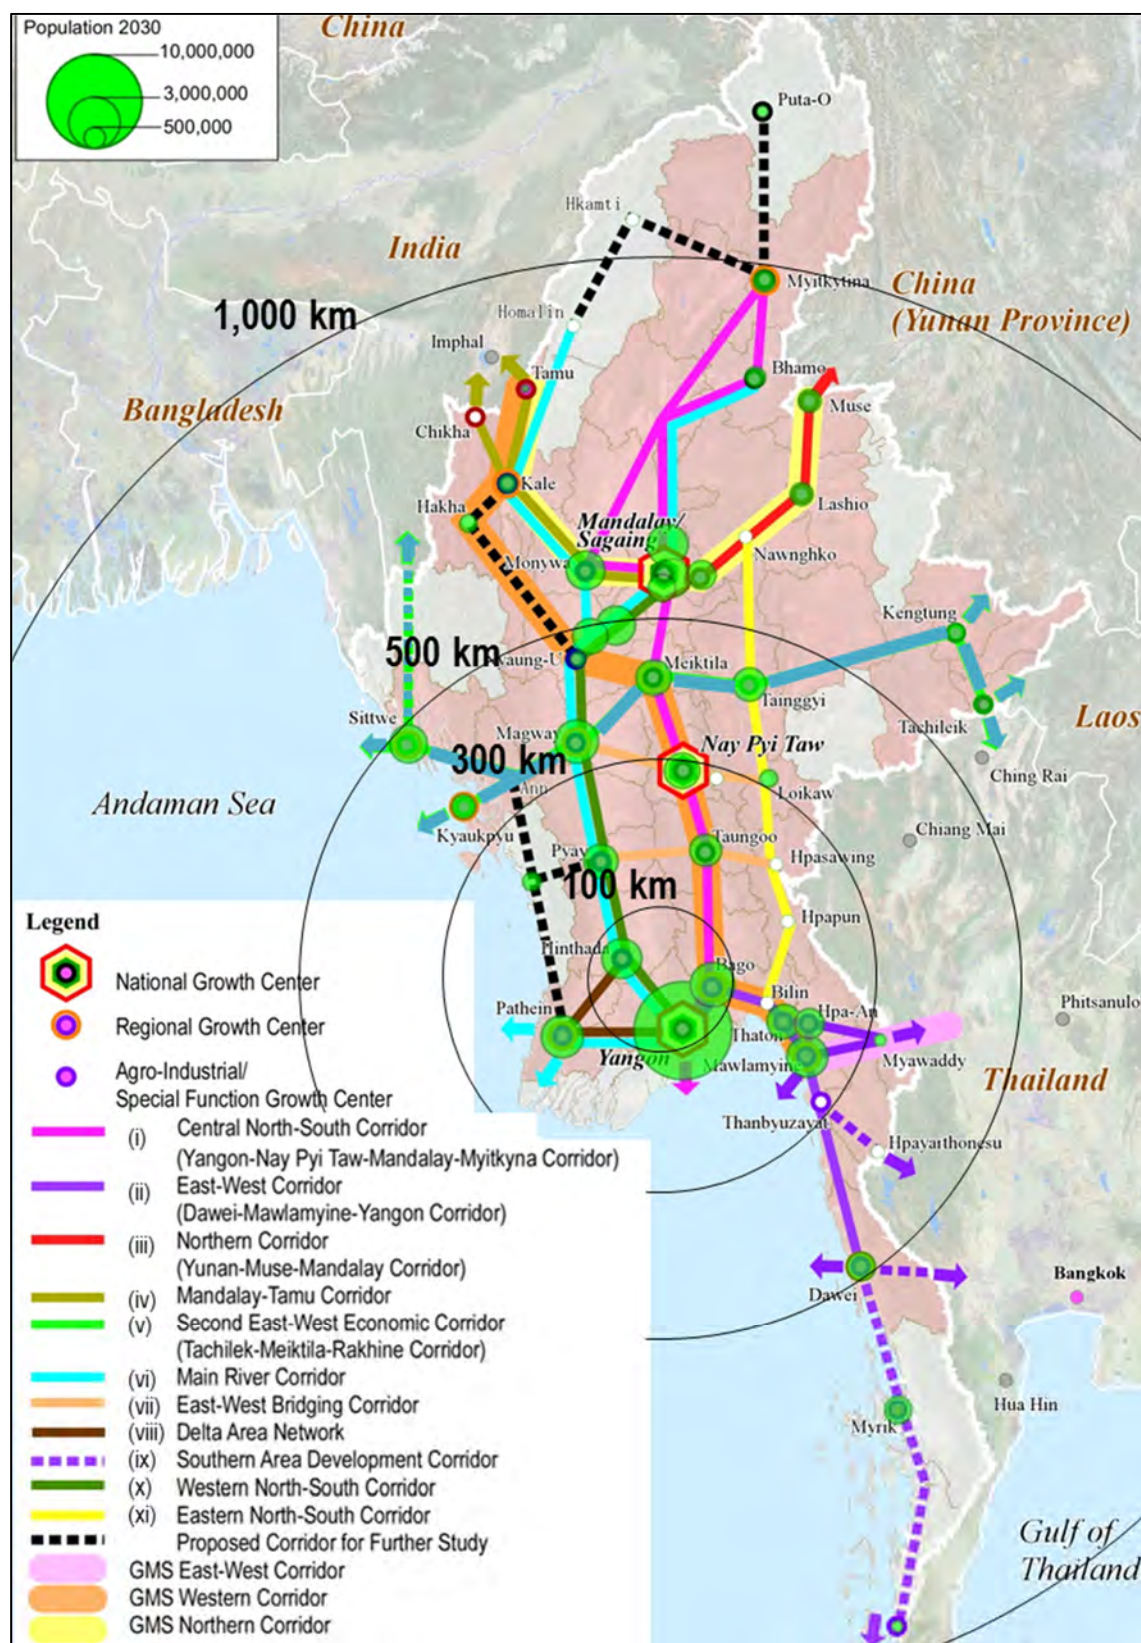 Population 2030
10,000,000
3,000,000
500,000
China
Puta-O
Hkamti
India
Myitkytina
China
(Yunan Province)
1,000 km
Homalin
Imphal
Tamu
Bhamo
Muse
Bangladesh
Chikha
Kale
Hakha
Lashio
Mandalay/
Sagaing
Nawnghko
Monywa
Kengtung
500 km
Meiktila
Tainggyi
Tachileik
Laos
Sittwe
Magway
Nay Pyi Taw
300 km
Ann
Loikaw
Ching Rai
Andaman Sea
Kyaukpyu
Chiang Mai
Taungoo
Pyay
Hpasawing
100 km
Hpapun
Legend
Hinthada
Bago
National Growth Center
Bilin
Pathein
Hpa-An
Phitsanulo
Regional Growth Center
Thaton
Yangon
Mawlamyine
Myawaddy
Agro-Industrial/
Special Function Growth Center
Thailand
Thanbyuzayat
(i) Central North-South Corridor
(Yangon-Nay Pyi Taw-Mandalay-Myitkyna Corridor)
Hpayarthonesu
(ii) East-West Corridor
(Dawei-Mawlamyine-Yangon Corridor)
(iii) Northern Corridor
(Yunan-Muse-Mandalay Corridor)
Bangkok
Dawei
(iv) Mandalay-Tamu Corridor
(v) Second East-West Economic Corridor
(Tachilek-Meiktila-Rakhine Corridor)
(vi) Main River Corridor
(vii) East-West Bridging Corridor
Hua Hin
(viii) Delta Area Network
Myrik
(ix) Southern Area Development Corridor
(x) Western North-South Corridor
(xi) Eastern North-South Corridor
Proposed Corridor for Further Study
Gulf of
Thailand
GMS East-West Corridor
GMS Western Corridor
GMS Northern Corridor